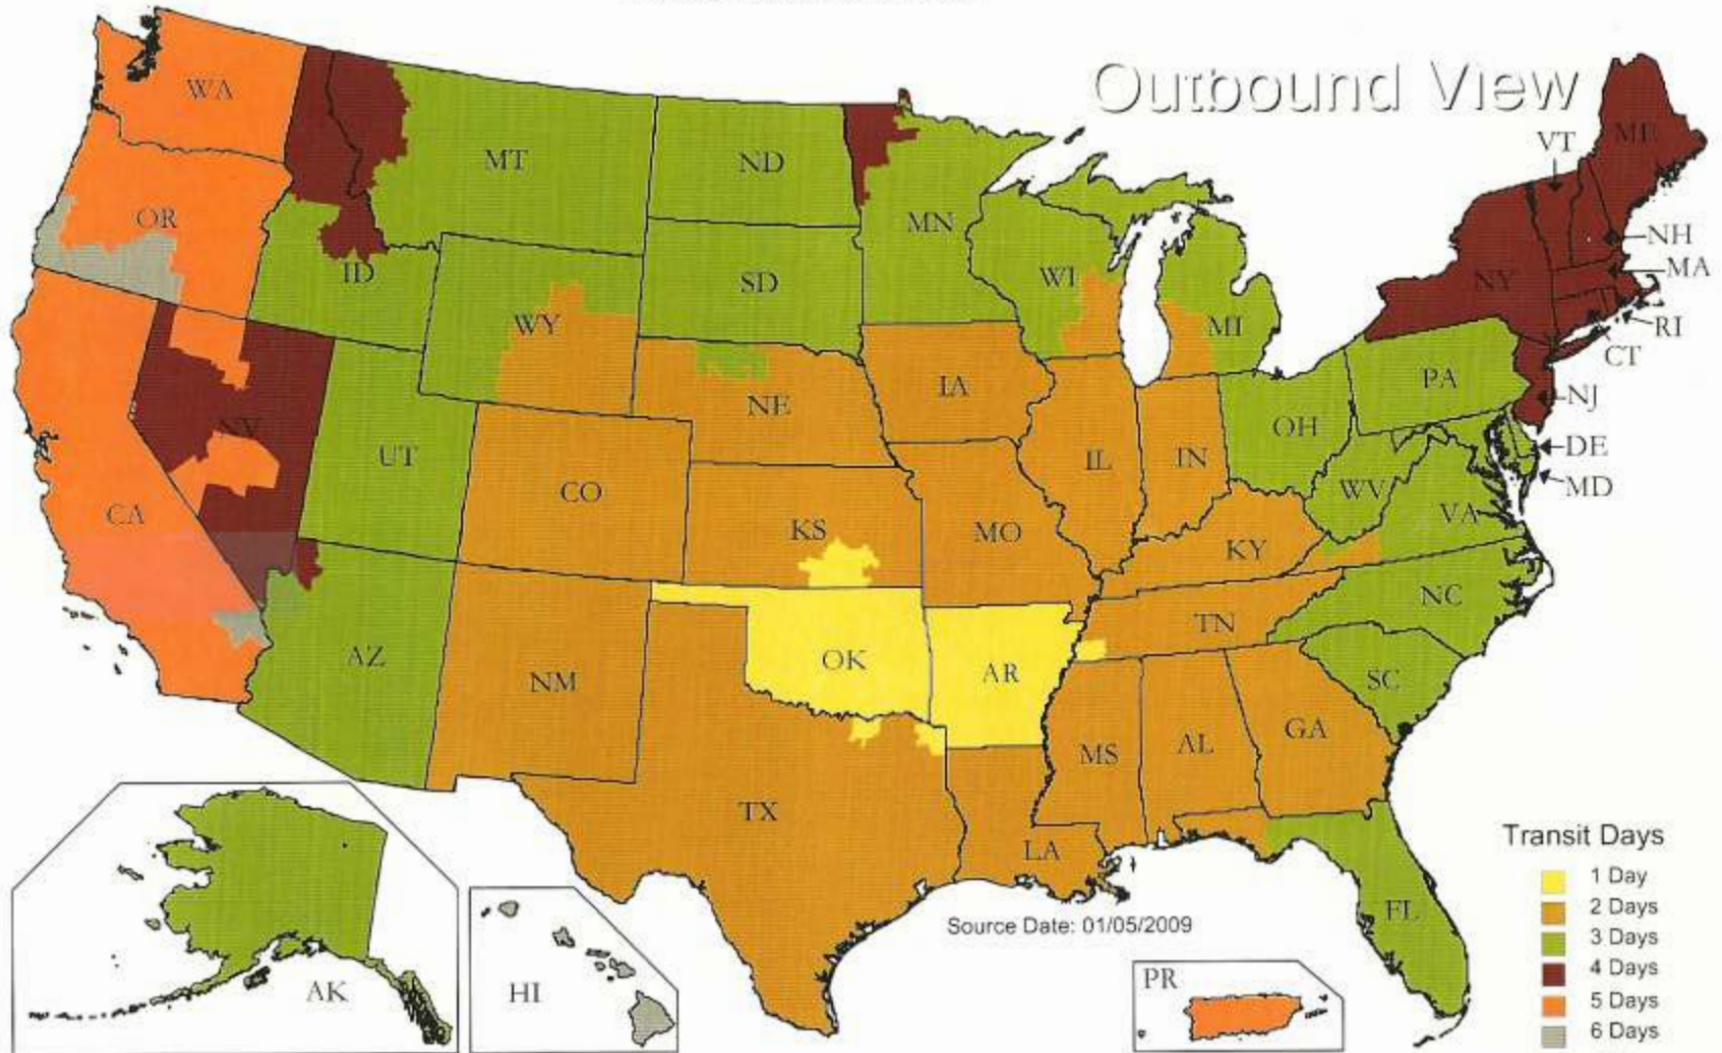 Outbound View
WA
MT
ND
VT
ME
OR
MN
NH
ID
SD
WI
NY
MA
WY
MI
RI
CT
IA
PA
NE
NJ
NV
UT
OH
DE
IL
IN
CO
WV
MD
CA
KS
MO
VA
KY
NC
TN
AZ
OK
AR
NM
SC
MS
AL
GA
TX
LA
FL
AK
HI
PR
Source Date: 01/05/2009
Transit Days
1 Day
2 Days
3 Days
4 Days
5 Days
6 Days